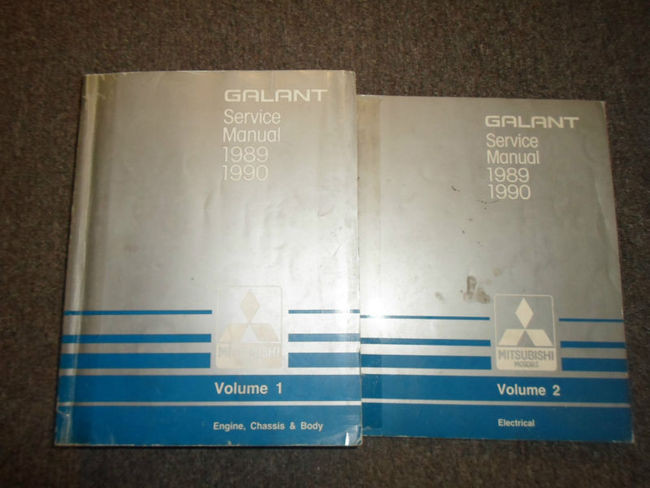 GALANT
Service
Manual
1989
1990
Volume 1
Engine, Chassis & Body
GALANT
Service
Manual
1989
1990
MITSUBISHI
MOTORS
Volume 2
Electrical